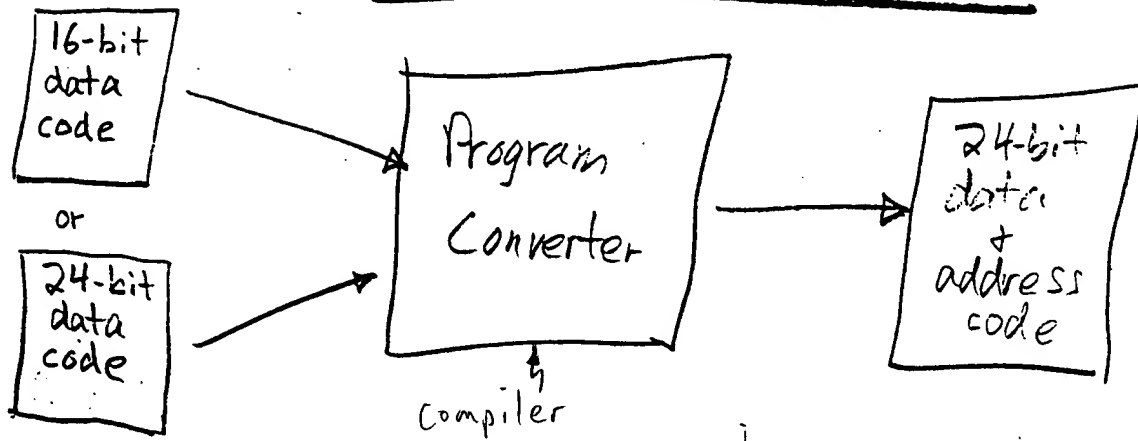 16-bit
data
code
or
24-bit
data
code
Program
Converter
compiler
24-bit
data
&
address
code